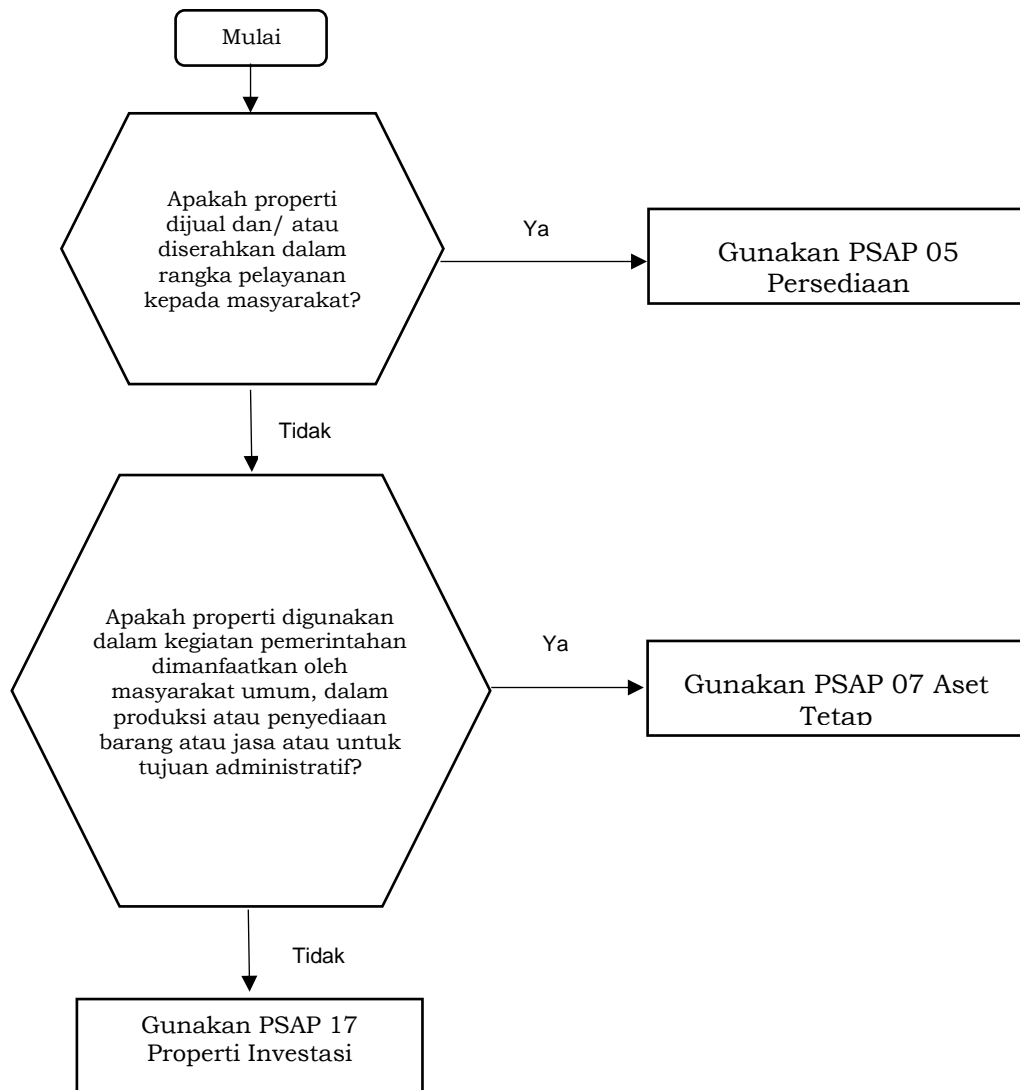 Mulai
Apakah properti
dijual dan/ atau
diserahkan dalam
rangka pelayanan
kepada masyarakat?
Ya
Gunakan PSAP 05
Persediaan
Tidak
Apakah properti digunakan
dalam kegiatan pemerintahan
dimanfaatkan oleh
masyarakat umum, dalam
produksi atau penyediaan
barang atau jasa atau untuk
tujuan administratif?
Ya
Gunakan PSAP 07 Aset
Tetap
Tidak
Gunakan PSAP 17
Properti Investasi